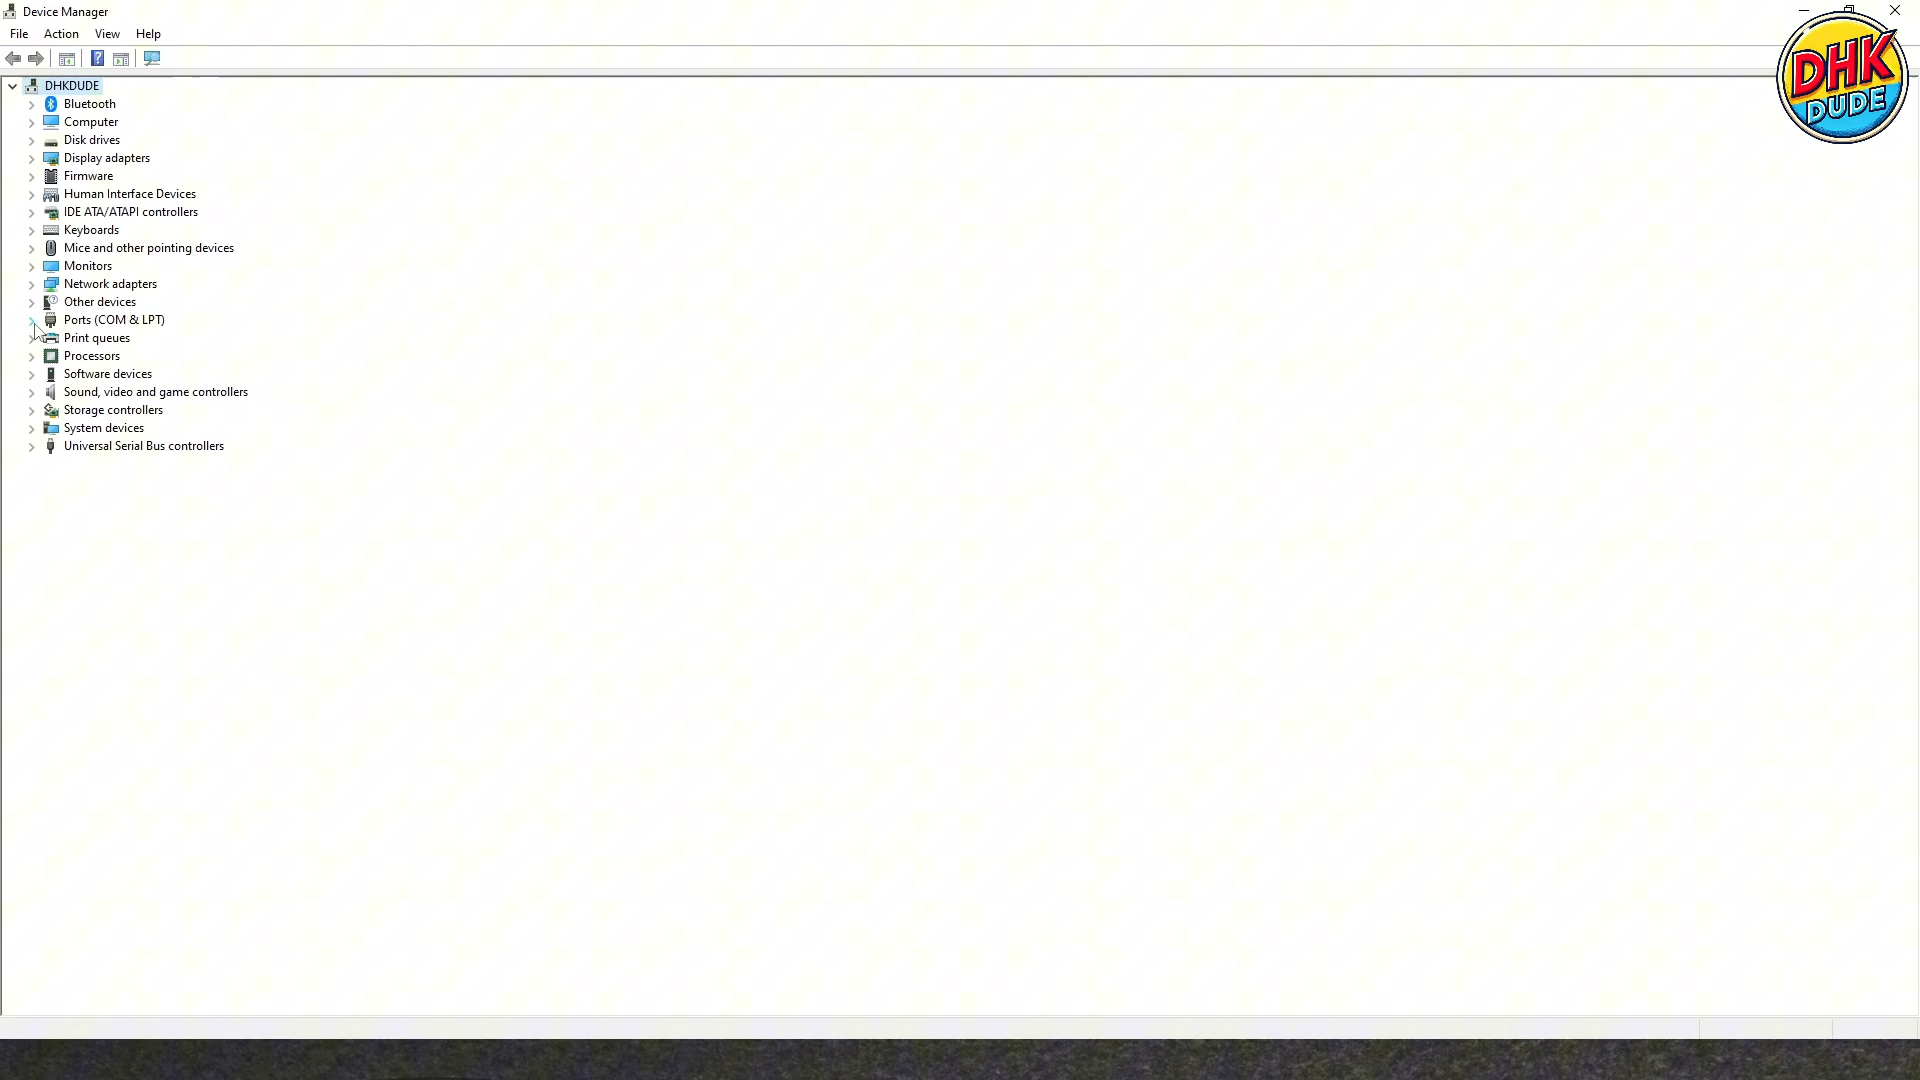 Device Manager
File Action View Help
DHK
DUDE
DHKDUDE
Bluetooth
Computer
Disk drives
Display adapters
Firmware
Human Interface Devices
IDE ATA/ATAPI controllers
Keyboards
Mice and other pointing devices
Monitors
Network adapters
Other devices
Ports (COM & LPT)
Print queues
Processors
Software devices
Sound, video and game controllers
Storage controllers
System devices
Universal Serial Bus controllers